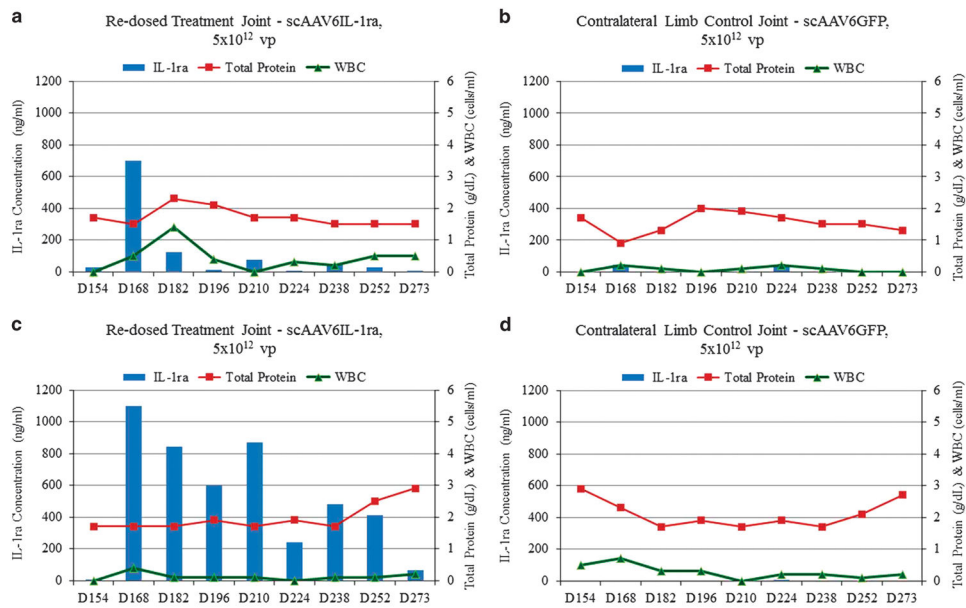 a
Re-dosed Treatment Joint - scAAV6IL-1ra,
5x10¹² vp
IL-1ra Total Protein WBC
IL-1ra Concentration (ng/ml)
1200
1000
800
600
400
200
0
6
5
4
3
2
1
0
Total Protein (g/dL) & WBC (cells/ml)
D154 D168 D182 D196 D210 D224 D238 D252 D273
b
Contralateral Limb Control Joint - scAAV6GFP,
5x10¹² vp
IL-1ra Total Protein WBC
IL-1ra Concentration (ng/ml)
1200
1000
800
600
400
200
0
6
5
4
3
2
1
0
Total Protein (g/dL) & WBC (cells/ml)
D154 D168 D182 D196 D210 D224 D238 D252 D273
c
Re-dosed Treatment Joint - scAAV6IL-1ra,
5x10¹² vp
IL-1ra Total Protein WBC
IL-1ra Concentration (ng/ml)
1200
1000
800
600
400
200
0
6
5
4
3
2
1
0
Total Protein (g/dL) & WBC (cells/ml)
D154 D168 D182 D196 D210 D224 D238 D252 D273
d
Contralateral Limb Control Joint - scAAV6GFP,
5x10¹² vp
IL-1ra Total Protein WBC
IL-1ra Concentration (ng/ml)
1200
1000
800
600
400
200
0
6
5
4
3
2
1
0
Total Protein (g/dL) & WBC (cells/ml)
D154 D168 D182 D196 D210 D224 D238 D252 D273